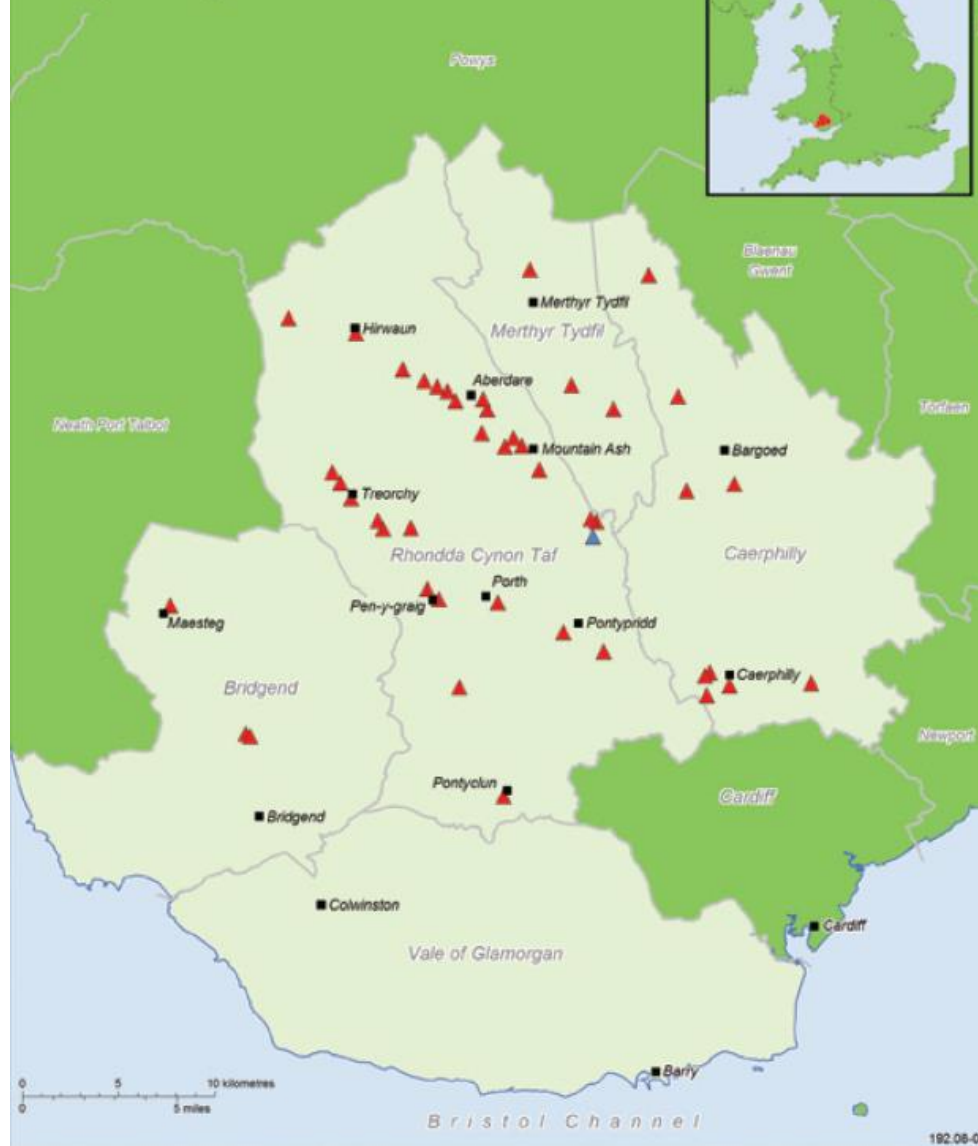 Powys
Blaenau
Gwent
Merthyr Tydfil
Hirwaun
Merthyr Tydfil
Aberdare
Torfaen
Neath Port Talbot
Mountain Ash
Bargoed
Treorchy
Rhondda Cynon Taf
Caerphilly
Porth
Pen-y-graig
Maesteg
Pontypridd
Caerphilly
Bridgend
Newport
Pontyclun
Cardiff
Bridgend
Colwinston
Cardiff
Vale of Glamorgan
Barry
0 5 10 kilometres
0 5 miles
Bristol Channel